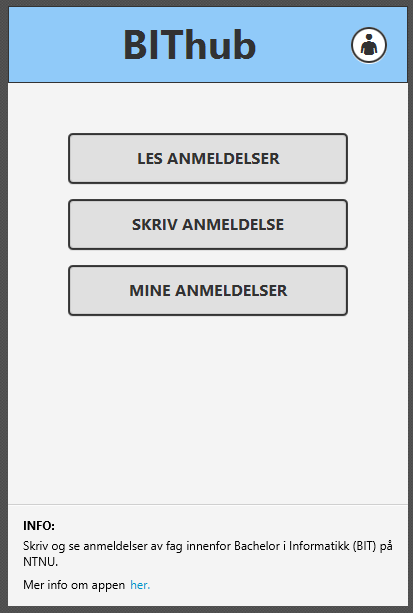 BIThub
LES ANMELDELSER
SKRIV ANMELDELSE
MINE ANMELDELSER
INFO:
Skriv og se anmeldelser av fag innenfor Bachelor i Informatikk (BIT) på
NTNU.
Mer info om appen her.